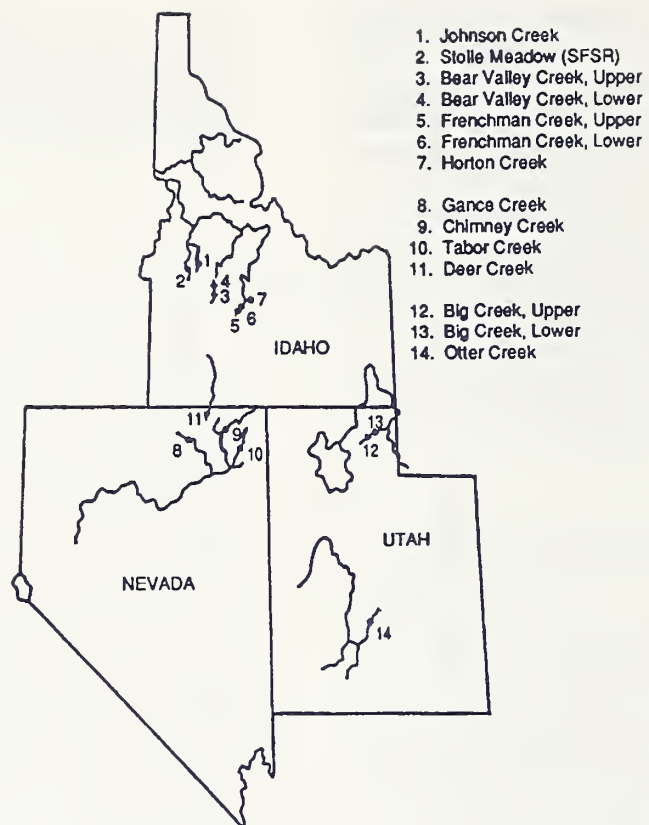 1. Johnson Creek
2. Stolle Meadow (SFSR)
3. Bear Valley Creek, Upper
4. Bear Valley Creek, Lower
5. Frenchman Creek, Upper
6. Frenchman Creek, Lower
7. Horton Creek
8. Gance Creek
9. Chimney Creek
10. Tabor Creek
11. Deer Creek
12. Big Creek, Upper
13. Big Creek, Lower
14. Otter Creek
1
2
4
3
7
5
6
IDAHO
11
13
9
8
12
10
UTAH
NEVADA
14